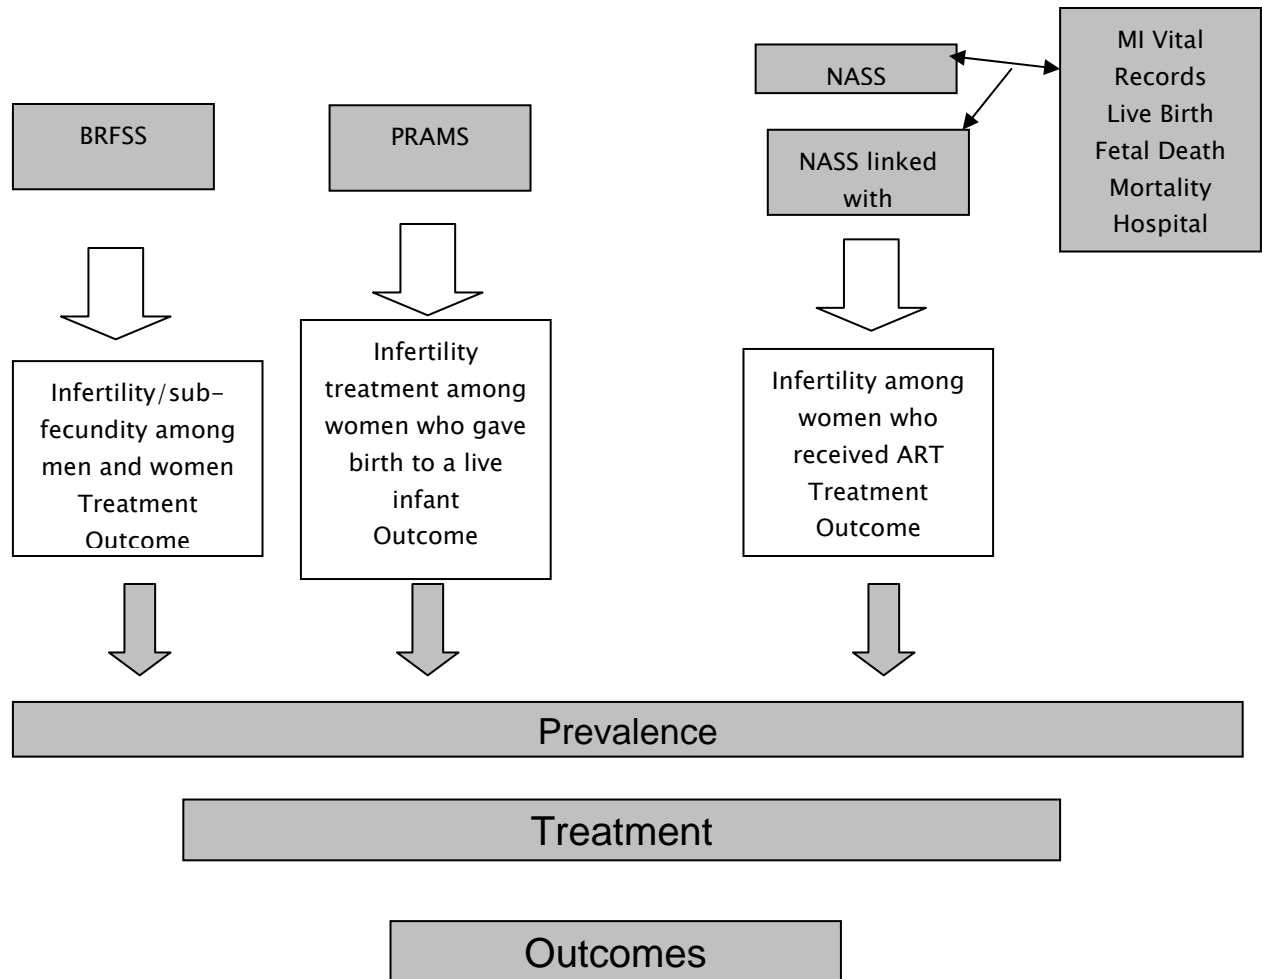 BRFSS
PRAMS
NASS
NASS linked
with
MI Vital
Records
Live Birth
Fetal Death
Mortality
Hospital
Infertility/sub-
fecundity among
men and women
Treatment
Outcome
Infertility
treatment among
women who gave
birth to a live
infant
Outcome
Infertility among
women who
received ART
Treatment
Outcome
Prevalence
Treatment
Outcomes